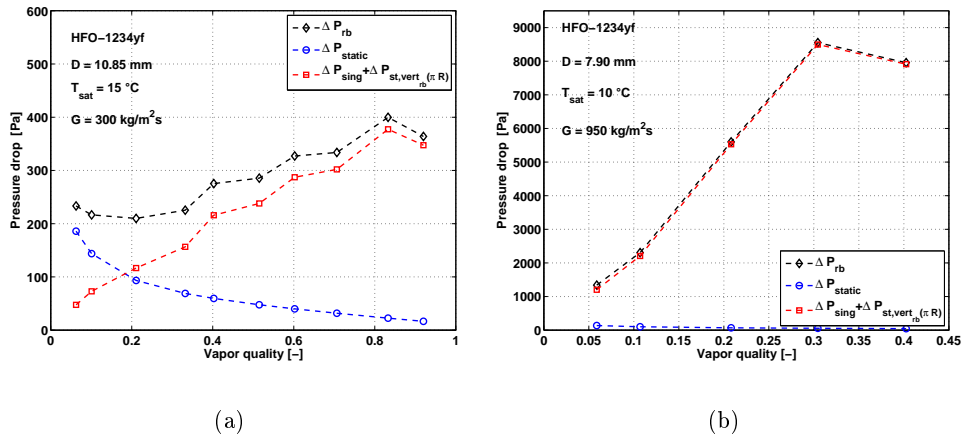 HFO−1234yf
D = 10.85 mm
T_sat = 15 °C
G = 300 kg/m²s
Δ P_rb
Δ P_static
Δ P_sing+Δ P_st,vert_rb(π R)
Pressure drop [Pa]
600
500
400
300
200
100
0
0 0.2 0.4 0.6 0.8 1
Vapor quality [−]
(a)
HFO−1234yf
D = 7.90 mm
T_sat = 10 °C
G = 950 kg/m²s
Δ P_rb
Δ P_static
Δ P_sing+Δ P_st,vert_rb(π R)
Pressure drop [Pa]
9000
8000
7000
6000
5000
4000
3000
2000
1000
0
0 0.05 0.1 0.15 0.2 0.25 0.3 0.35 0.4 0.45
Vapor quality [−]
(b)